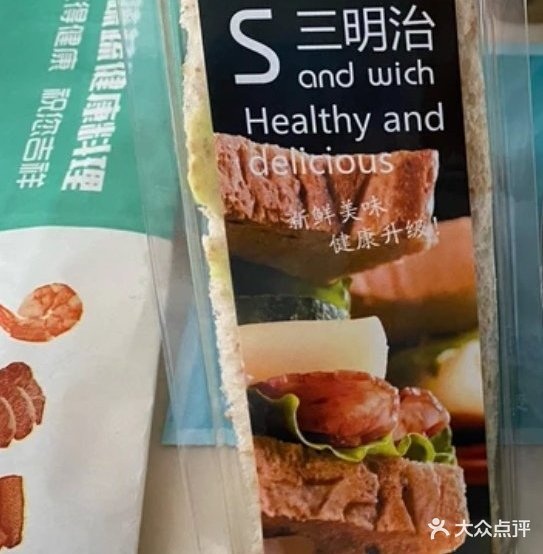 健康料理
得健康 祝您吉祥
S 三明治
and wich
Healthy and
delicious
新鲜美味
健康升级!
大众点评